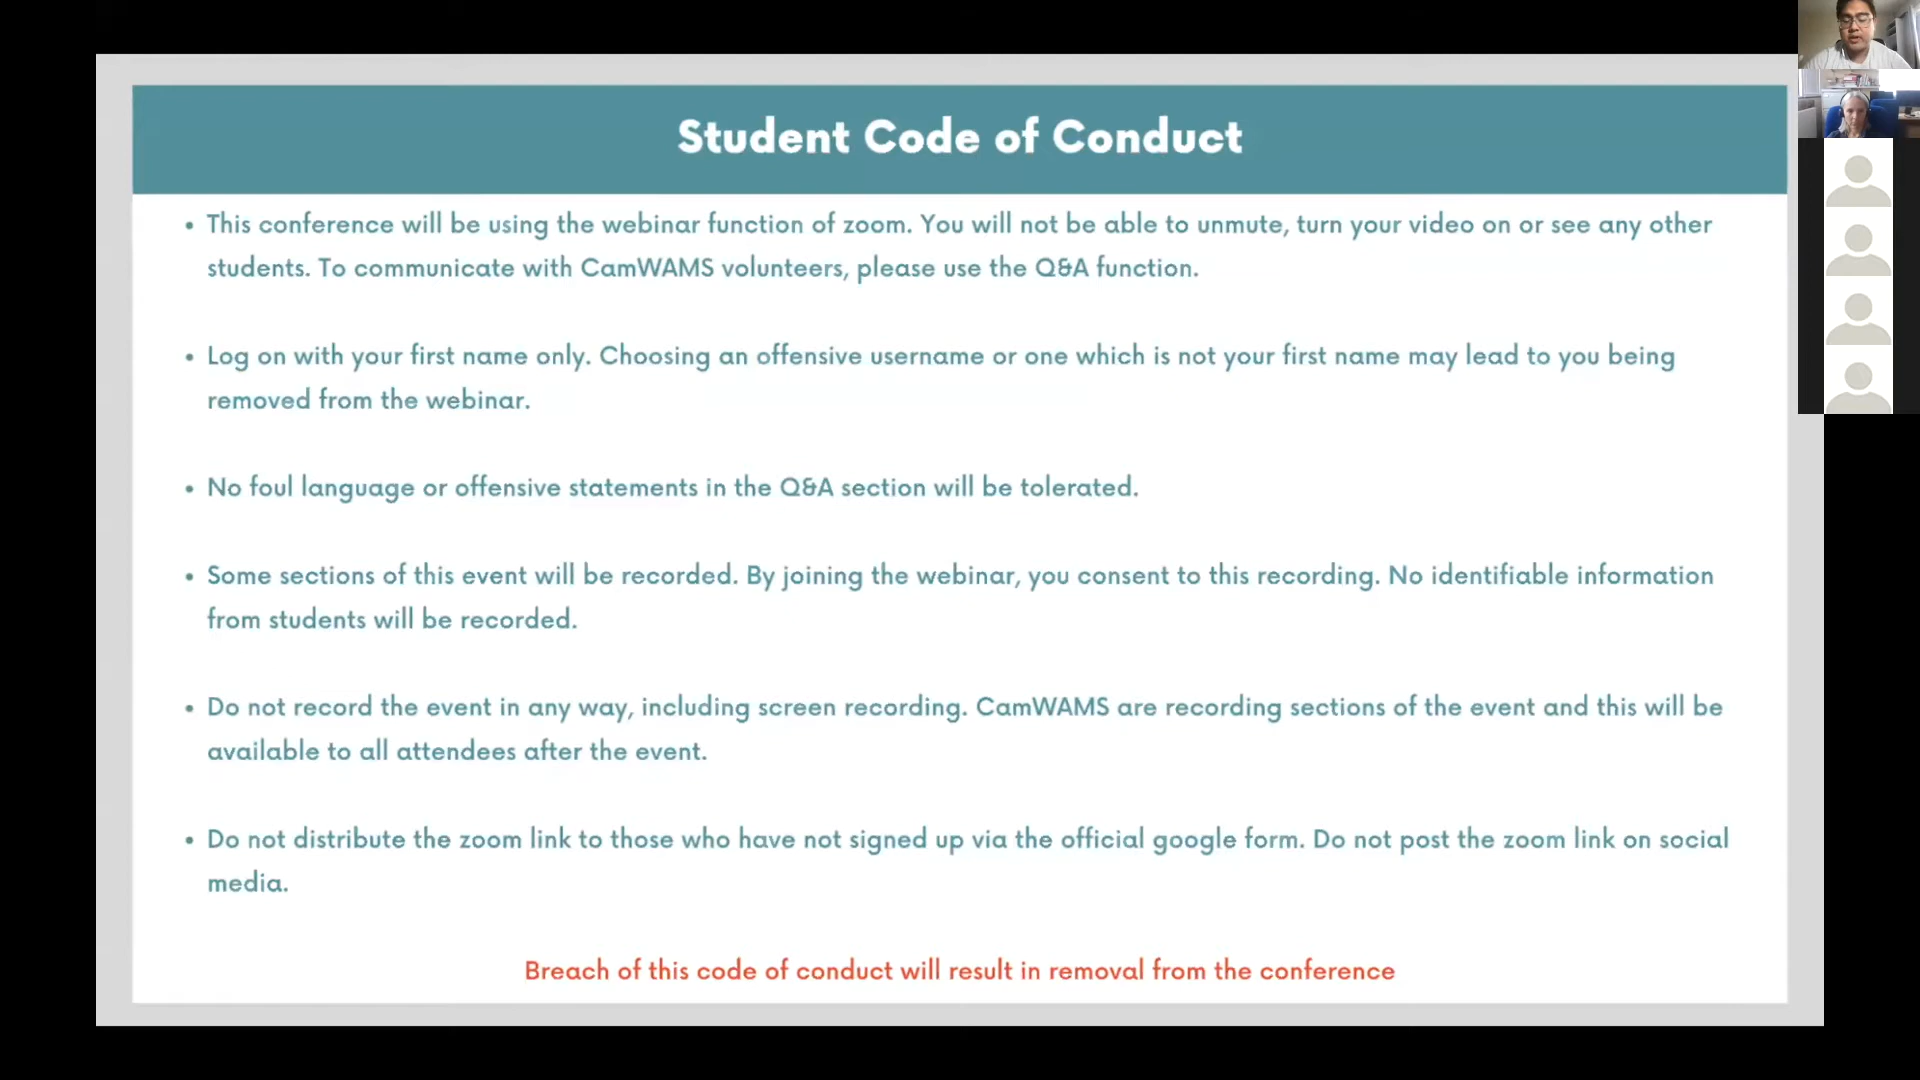 Student Code of Conduct
• This conference will be using the webinar function of zoom. You will not be able to unmute, turn your video on or see any other
students. To communicate with CamWAMS volunteers, please use the Q&A function.
• Log on with your first name only. Choosing an offensive username or one which is not your first name may lead to you being
removed from the webinar.
• No foul language or offensive statements in the Q&A section will be tolerated.
• Some sections of this event will be recorded. By joining the webinar, you consent to this recording. No identifiable information
from students will be recorded.
• Do not record the event in any way, including screen recording. CamWAMS are recording sections of the event and this will be
available to all attendees after the event.
• Do not distribute the zoom link to those who have not signed up via the official google form. Do not post the zoom link on social
media.
Breach of this code of conduct will result in removal from the conference